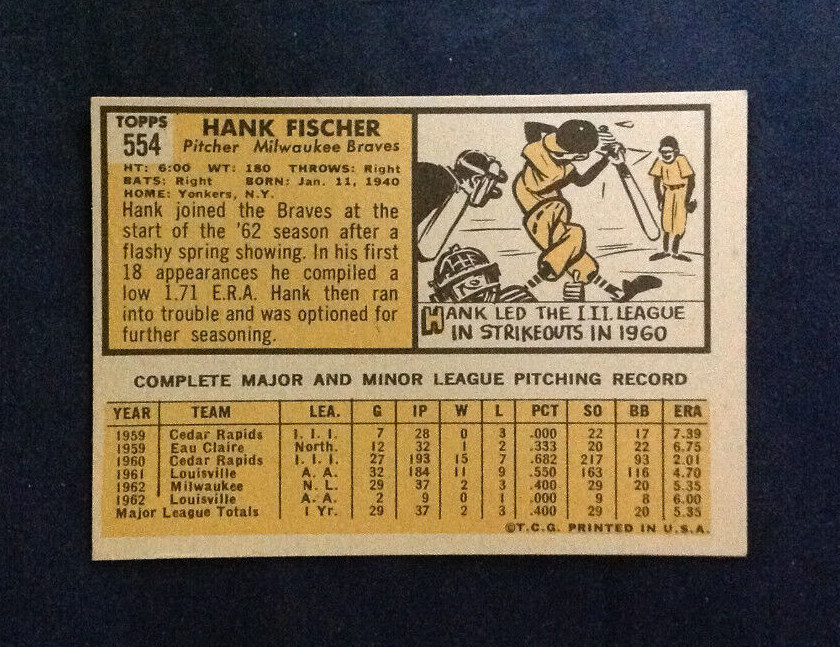 TOPPS
554
HANK FISCHER
Pitcher Milwaukee Braves
HT: 6:00 WT: 180 THROWS: Right
BATS: Right BORN: Jan. 11, 1940
HOME: Yonkers, N.Y.
Hank joined the Braves at the
start of the '62 season after a
flashy spring showing. In his first
18 appearances he compiled a
low 1.71 E.R.A. Hank then ran
into trouble and was optioned for
further seasoning.
HANK LED THE I.I.I. LEAGUE
IN STRIKEOUTS IN 1960
COMPLETE MAJOR AND MINOR LEAGUE PITCHING RECORD
YEAR TEAM LEA. G IP W L PCT SO BB ERA
1959 Cedar Rapids I. I. I. 7 28 0 3 .000 22 17 7.39
1959 Eau Claire North. 12 32 1 2 .333 20 22 6.75
1960 Cedar Rapids I. I. I. 27 193 15 7 .682 217 93 2.01
1961 Louisville A. A. 32 184 11 9 .550 163 116 4.70
1962 Milwaukee N. L. 29 37 2 3 .400 29 20 5.35
1962 Louisville A. A. 2 9 0 1 .000 9 8 6.00
Major League Totals 1 Yr. 29 37 2 3 .400 29 20 5.35
©T.C.G. PRINTED IN U.S.A.